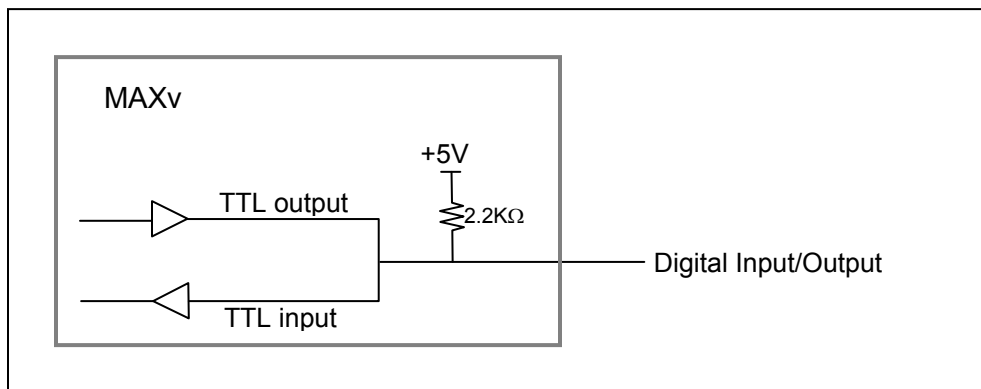 MAXv
+5V
TTL output
2.2KΩ
Digital Input/Output
TTL input